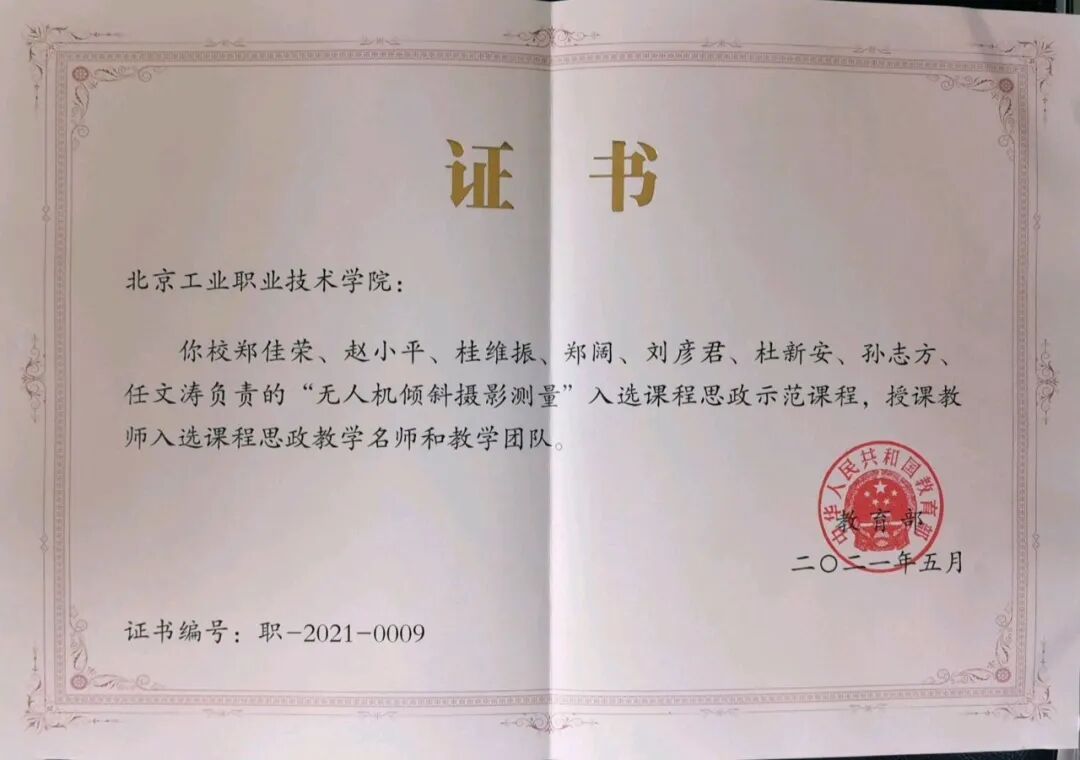 证书
北京工业职业技术学院：
你校郑佳荣、赵小平、桂维振、郑阔、刘彦君、杜新安、孙志方、
任文涛负责的“无人机倾斜摄影测量”入选课程思政示范课程，授课教
师入选课程思政教学名师和教学团队。
中华人民共和国教育部
教育部
二〇二一年五月
证书编号：职-2021-0009